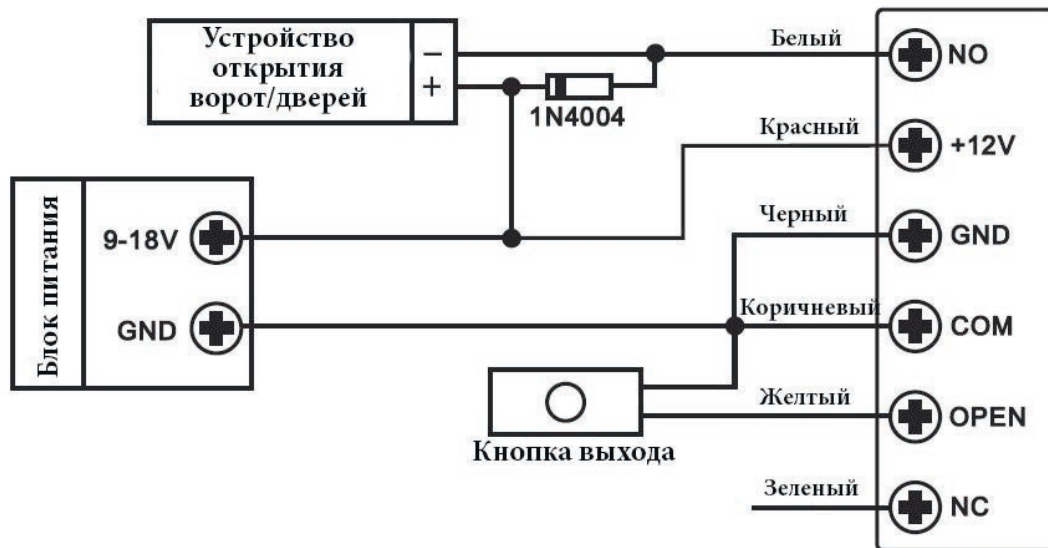 Устройство
открытия
ворот/дверей
−
+
1N4004
Белый
NO
Красный
+12V
Черный
GND
Коричневый
COM
Желтый
OPEN
Зеленый
NC
Блок питания
9-18V
GND
Кнопка выхода